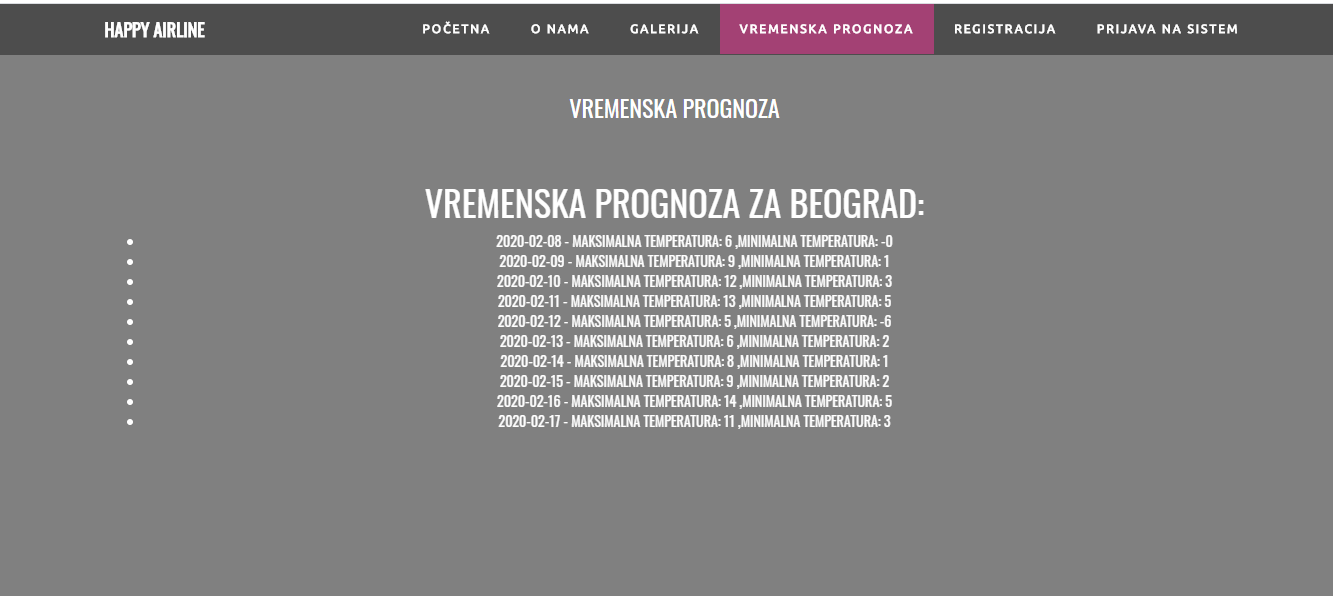 HAPPY AIRLINE POČETNA O NAMA GALERIJA VREMENSKA PROGNOZA REGISTRACIJA PRIJAVA NA SISTEM
VREMENSKA PROGNOZA
VREMENSKA PROGNOZA ZA BEOGRAD:
2020-02-08 - MAKSIMALNA TEMPERATURA: 6 ,MINIMALNA TEMPERATURA: -0
2020-02-09 - MAKSIMALNA TEMPERATURA: 9 ,MINIMALNA TEMPERATURA: 1
2020-02-10 - MAKSIMALNA TEMPERATURA: 12 ,MINIMALNA TEMPERATURA: 3
2020-02-11 - MAKSIMALNA TEMPERATURA: 13 ,MINIMALNA TEMPERATURA: 5
2020-02-12 - MAKSIMALNA TEMPERATURA: 5 ,MINIMALNA TEMPERATURA: -6
2020-02-13 - MAKSIMALNA TEMPERATURA: 6 ,MINIMALNA TEMPERATURA: 2
2020-02-14 - MAKSIMALNA TEMPERATURA: 8 ,MINIMALNA TEMPERATURA: 1
2020-02-15 - MAKSIMALNA TEMPERATURA: 9 ,MINIMALNA TEMPERATURA: 2
2020-02-16 - MAKSIMALNA TEMPERATURA: 14 ,MINIMALNA TEMPERATURA: 5
2020-02-17 - MAKSIMALNA TEMPERATURA: 11 ,MINIMALNA TEMPERATURA: 3